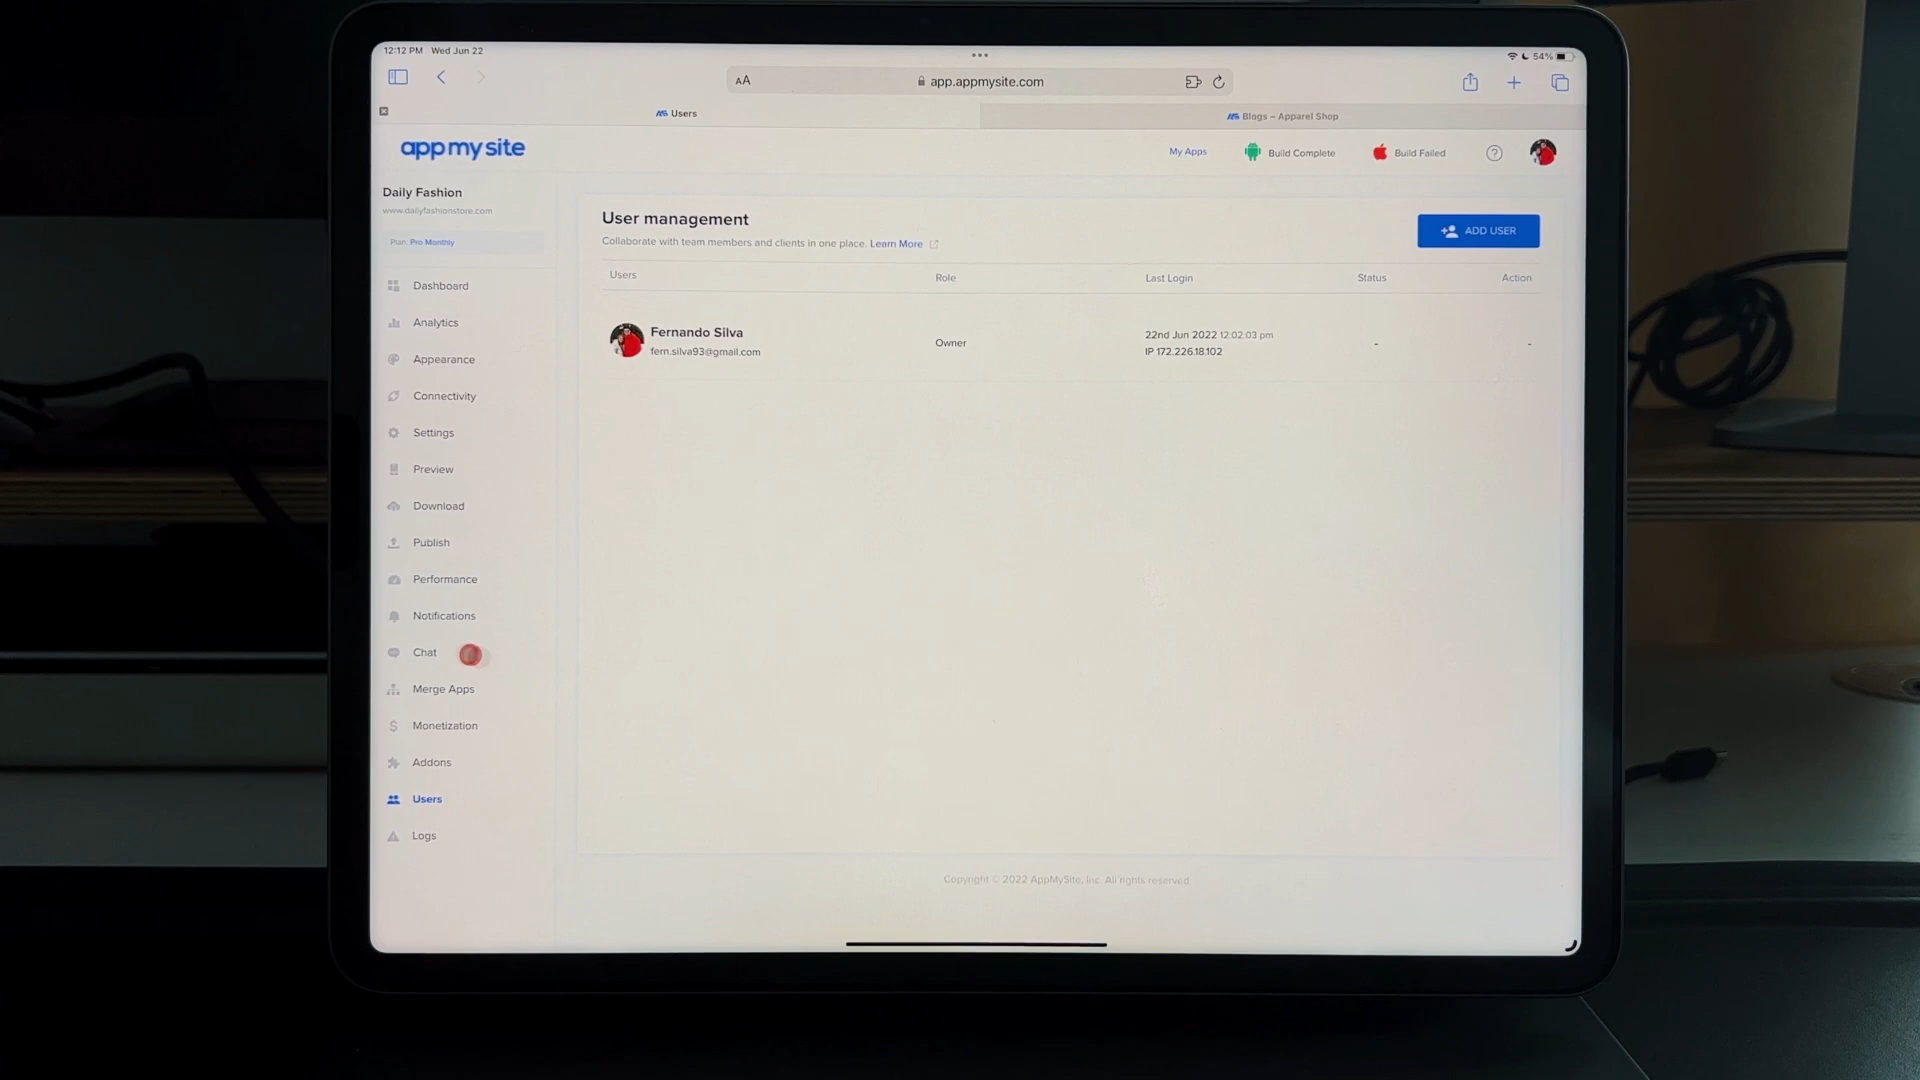 12:12 PM Wed Jun 22
54%
AA
app.appmysite.com
Users
Blogs – Apparel Shop
appmysite
My Apps
Build Complete
Build Failed
?
Daily Fashion
www.dailyfashionstore.com
Plan: Pro Monthly
Dashboard
Analytics
Appearance
Connectivity
Settings
Preview
Download
Publish
Performance
Notifications
Chat
Merge Apps
Monetization
Addons
Users
Logs
User management
Collaborate with team members and clients in one place. Learn More
ADD USER
Users Role Last Login Status Action
Fernando Silva
fern.silva93@gmail.com
Owner
22nd Jun 2022 12:02:03 pm
IP 172.226.18.102
-
-
Copyright © 2022 AppMySite, Inc. All rights reserved.